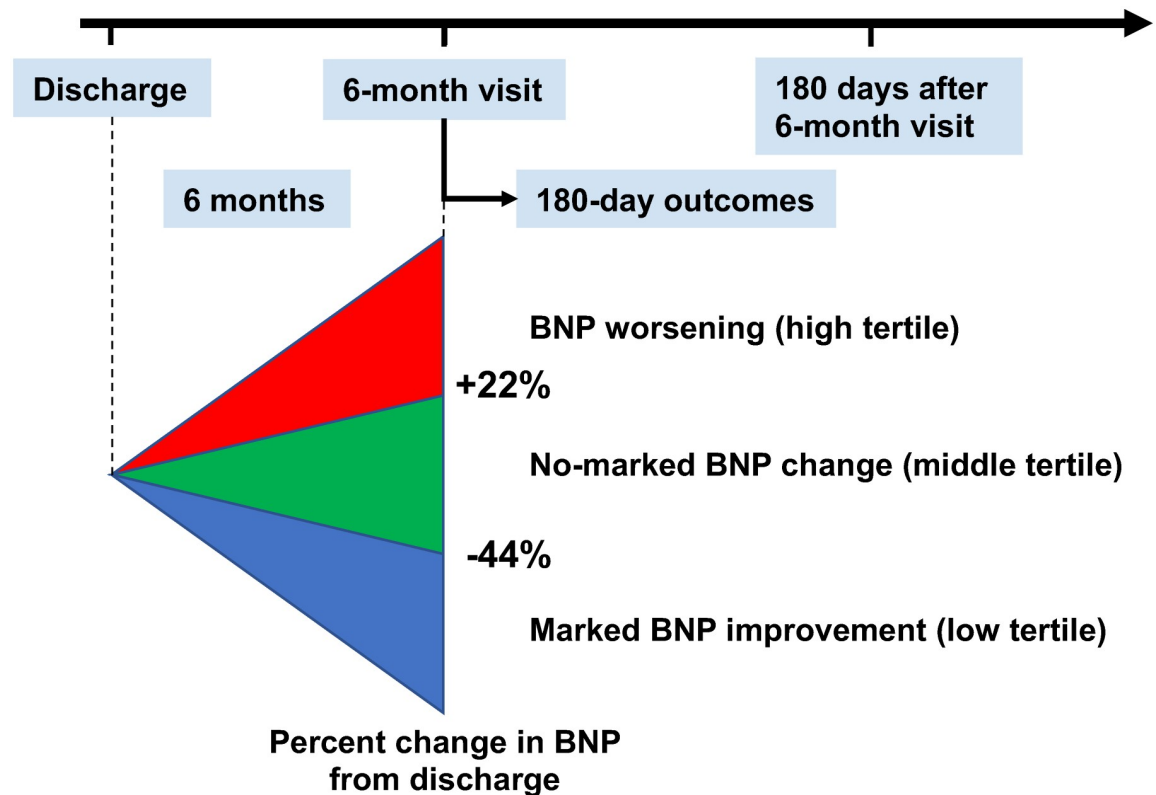 Discharge
6-month visit
180 days after
6-month visit
6 months
180-day outcomes
BNP worsening (high tertile)
+22%
No-marked BNP change (middle tertile)
-44%
Marked BNP improvement (low tertile)
Percent change in BNP
from discharge